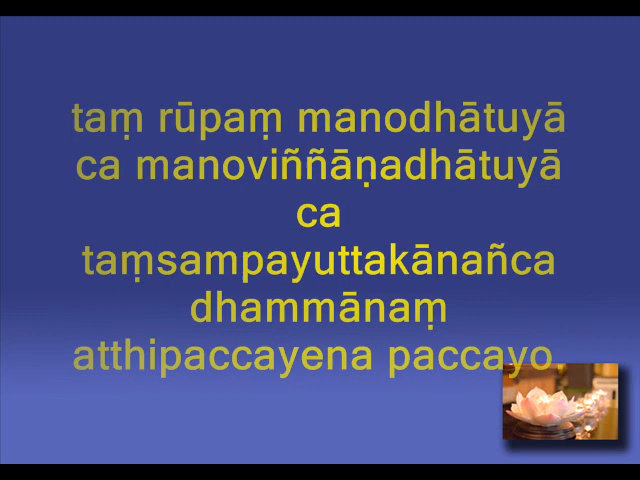 taṃ rūpaṃ manodhātuyā
ca manoviññāṇadhātuyā
ca
taṃsampayuttakānañca
dhammānaṃ
atthipaccayena paccayo.